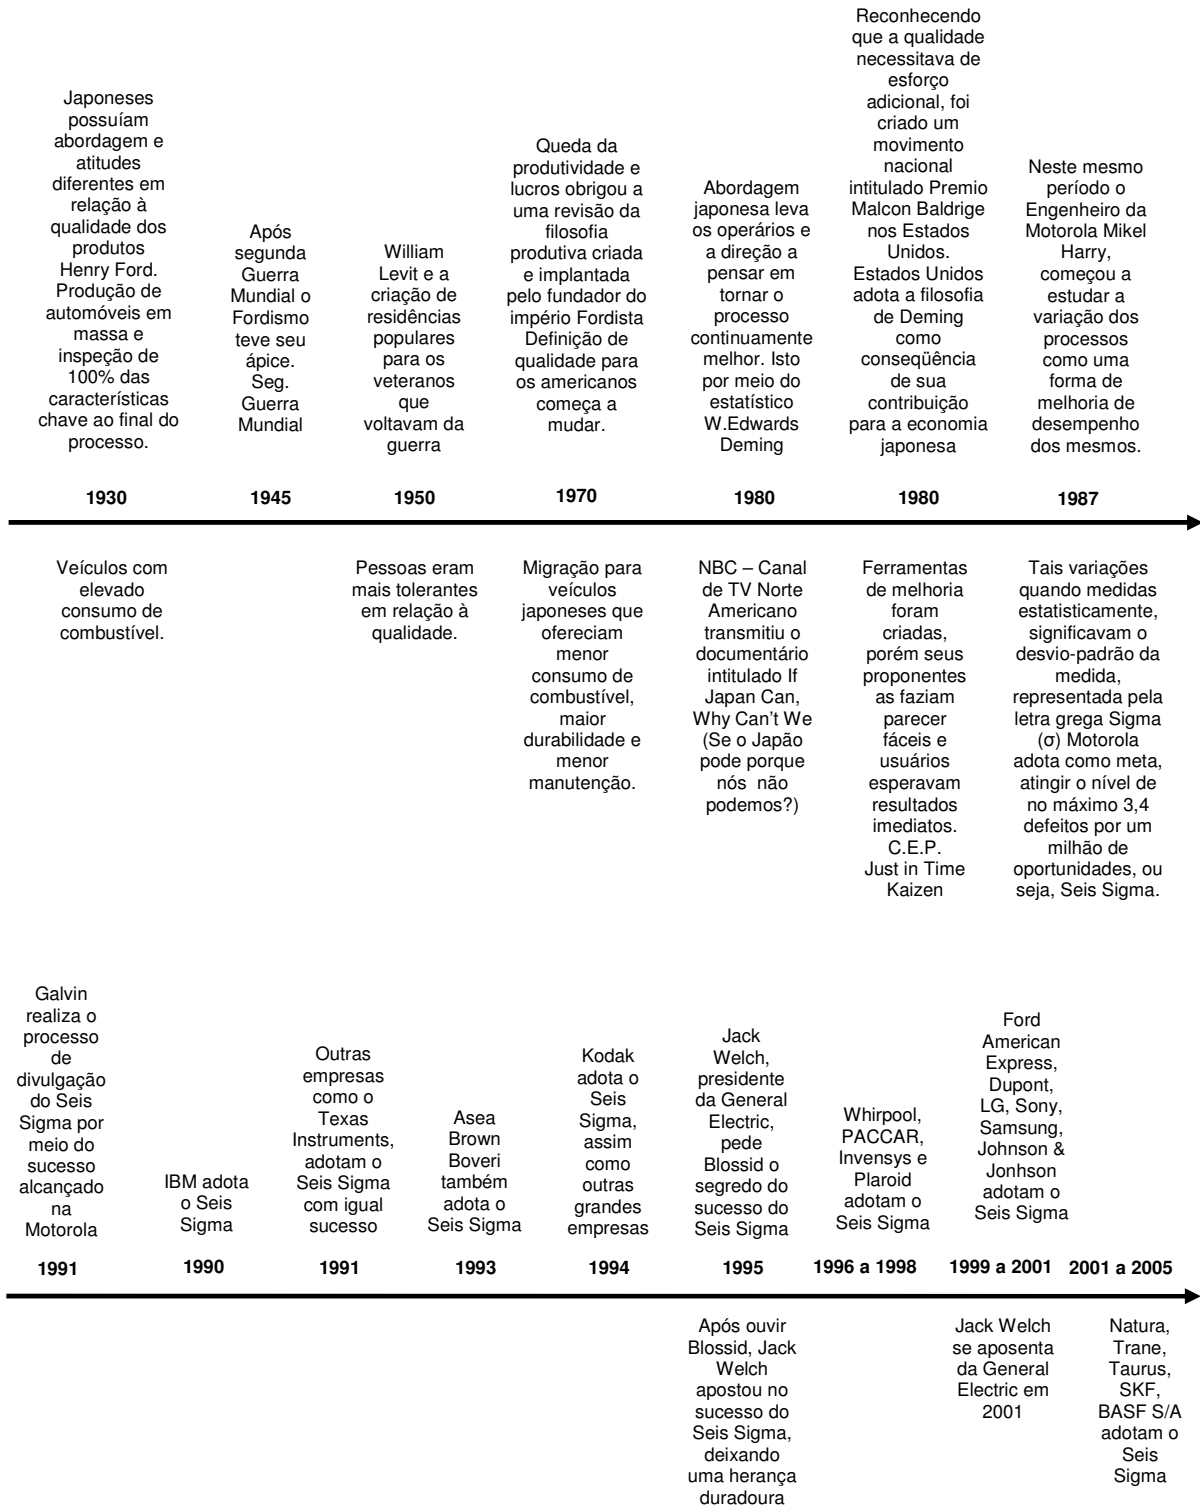 Japoneses
possuíam
abordagem e
atitudes
diferentes em
relação à
qualidade dos
produtos
Henry Ford.
Produção de
automóveis em
massa e
inspeção de
100% das
características
chave ao final do
processo.
Após
segunda
Guerra
Mundial o
Fordismo
teve seu
ápice.
Seg.
Guerra
Mundial
William
Levit e a
criação de
residências
populares
para os
veteranos
que
voltavam da
guerra
Queda da
produtividade e
lucros obrigou a
uma revisão da
filosofia
produtiva criada
e implantada
pelo fundador do
império Fordista
Definição de
qualidade para
os americanos
começa a
mudar.
Abordagem
japonesa leva
os operários e
a direção a
pensar em
tornar o
processo
continuamente
melhor. Isto
por meio do
estatístico
W.Edwards
Deming
Reconhecendo
que a qualidade
necessitava de
esforço
adicional, foi
criado um
movimento
nacional
intitulado Premio
Malcon Baldrige
nos Estados
Unidos.
Estados Unidos
adota a filosofia
de Deming
como
conseqüência
de sua
contribuição
para a economia
japonesa
Neste mesmo
período o
Engenheiro da
Motorola Mikel
Harry,
começou a
estudar a
variação dos
processos
como uma
forma de
melhoria de
desempenho
dos mesmos.
1930 1945 1950 1970 1980 1980 1987
Veículos com
elevado
consumo de
combustível.
Pessoas eram
mais tolerantes
em relação à
qualidade.
Migração para
veículos
japoneses que
ofereciam
menor
consumo de
combustível,
maior
durabilidade e
menor
manutenção.
NBC – Canal
de TV Norte
Americano
transmitiu o
documentário
intitulado If
Japan Can,
Why Can't We
(Se o Japão
pode porque
nós não
podemos?)
Ferramentas
de melhoria
foram
criadas,
porém seus
proponentes
as faziam
parecer
fáceis e
usuários
esperavam
resultados
imediatos.
C.E.P.
Just in Time
Kaizen
Tais variações
quando medidas
estatisticamente,
significavam o
desvio-padrão da
medida,
representada pela
letra grega Sigma
(σ) Motorola
adota como meta,
atingir o nível de
no máximo 3,4
defeitos por um
milhão de
oportunidades, ou
seja, Seis Sigma.
Galvin
realiza o
processo
de
divulgação
do Seis
Sigma por
meio do
sucesso
alcançado
na
Motorola
IBM adota
o Seis
Sigma
Outras
empresas
como o
Texas
Instruments,
adotam o
Seis Sigma
com igual
sucesso
Asea
Brown
Boveri
também
adota o
Seis Sigma
Kodak
adota o
Seis
Sigma,
assim
como
outras
grandes
empresas
Jack
Welch,
presidente
da General
Electric,
pede
Blossid o
segredo do
sucesso do
Seis Sigma
Whirpool,
PACCAR,
Invensys e
Plaroid
adotam o
Seis Sigma
Ford
American
Express,
Dupont,
LG, Sony,
Samsung,
Johnson &
Jonhson
adotam o
Seis Sigma
1991 1990 1991 1993 1994 1995 1996 a 1998 1999 a 2001 2001 a 2005
Após ouvir
Blossid, Jack
Welch
apostou no
sucesso do
Seis Sigma,
deixando
uma herança
duradoura
Jack Welch
se aposenta
da General
Electric em
2001
Natura,
Trane,
Taurus,
SKF,
BASF S/A
adotam o
Seis
Sigma